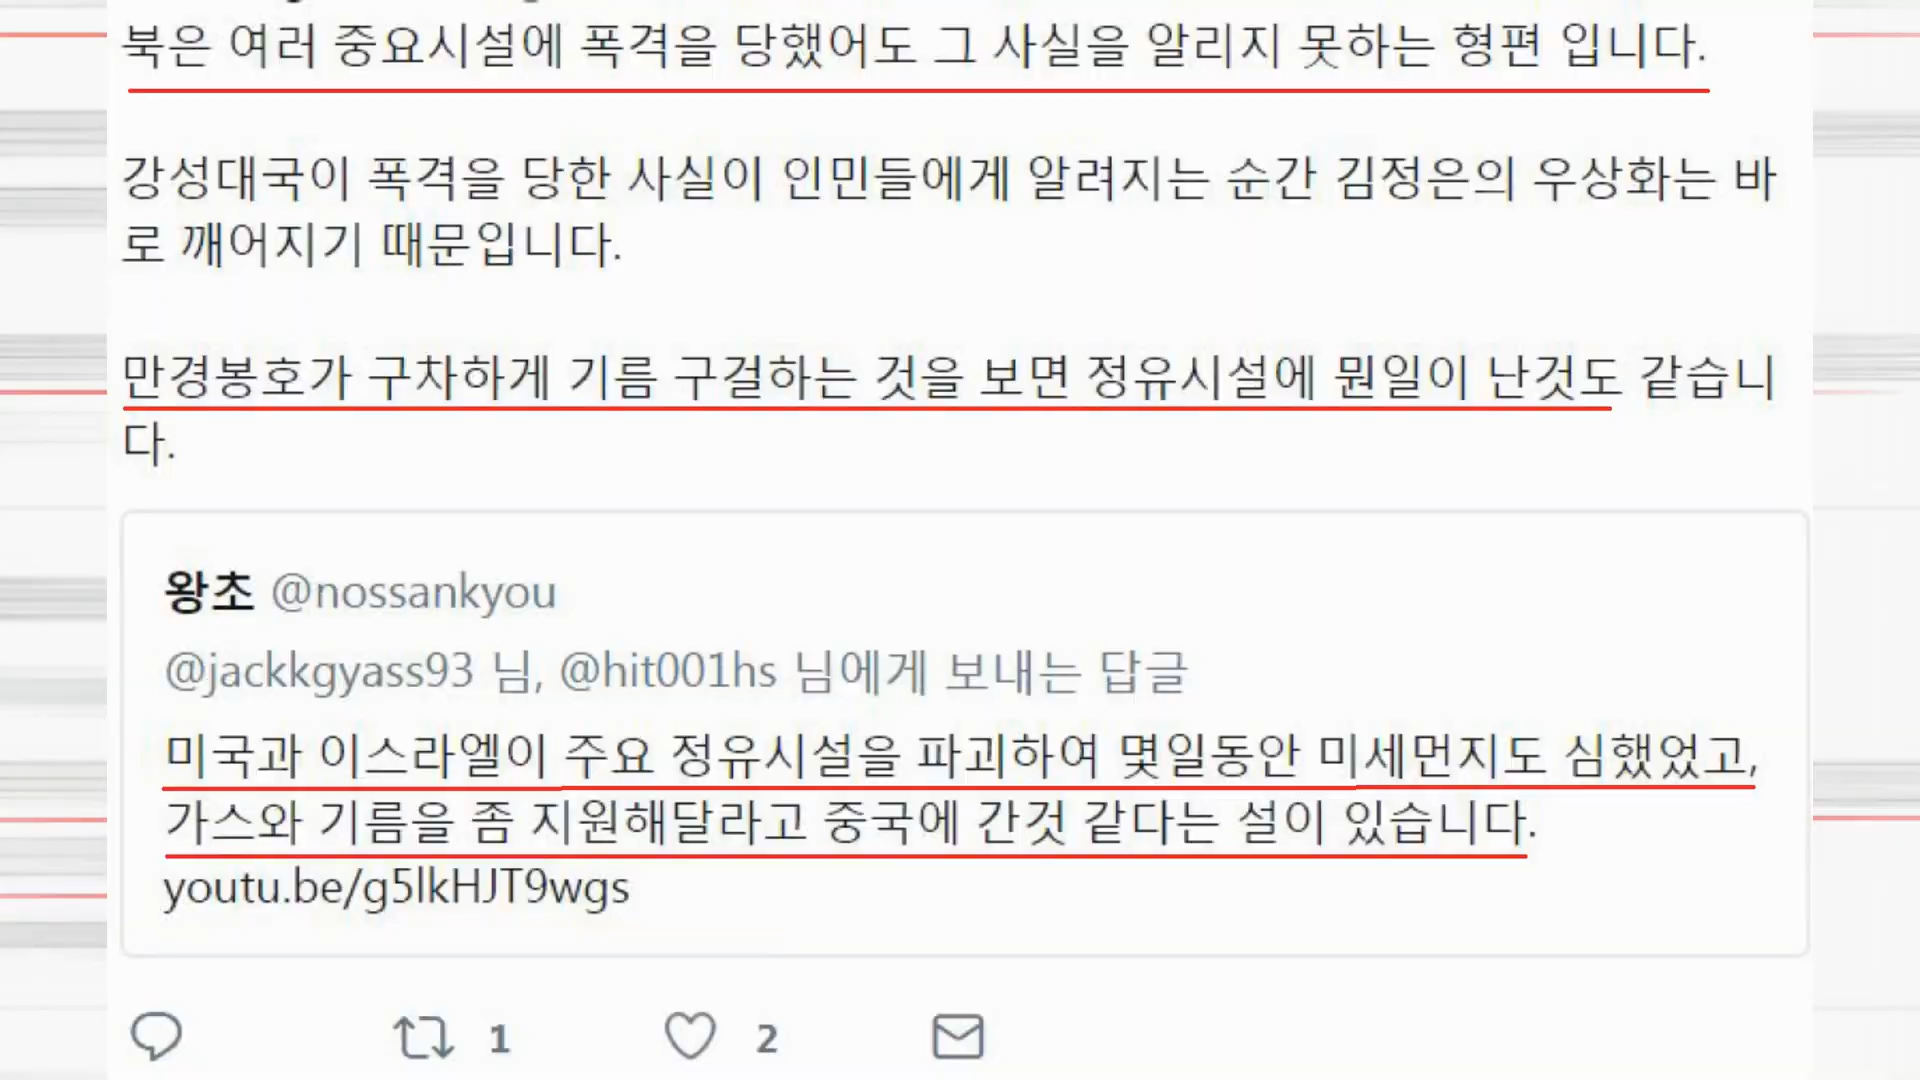 북은 여러 중요시설에 폭격을 당했어도 그 사실을 알리지 못하는 형편 입니다.
강성대국이 폭격을 당한 사실이 인민들에게 알려지는 순간 김정은의 우상화는 바
로 깨어지기 때문입니다.
만경봉호가 구차하게 기름 구걸하는 것을 보면 정유시설에 뭔일이 난것도 같습니
다.
왕초 @nossankyou
@jackkgyass93 님, @hit001hs 님에게 보내는 답글
미국과 이스라엘이 주요 정유시설을 파괴하여 몇일동안 미세먼지도 심했었고,
가스와 기름을 좀 지원해달라고 중국에 간것 같다는 설이 있습니다.
youtu.be/g5lkHJT9wgs
1 2